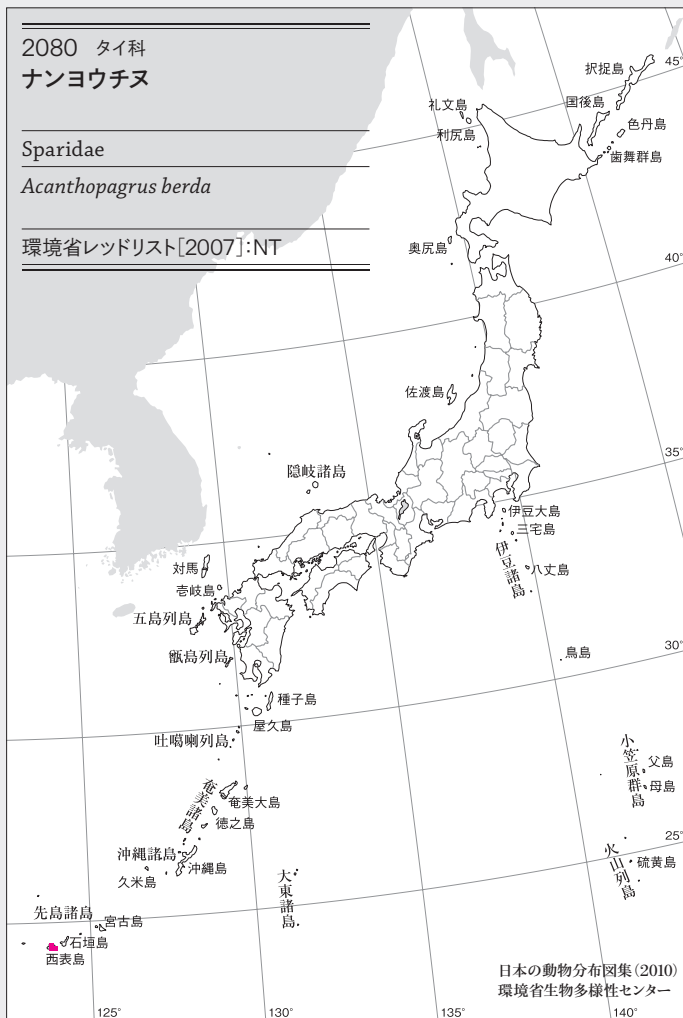 2080 タイ科
ナンヨウチヌ
Sparidae
Acanthopagrus berda
環境省レッドリスト[2007]:NT
45°
択捉島
礼文島
国後島
色丹島
利尻島
歯舞群島
奥尻島
40°
佐渡島
35°
隠岐諸島
伊豆大島
三宅島
伊豆諸島
八丈島
対馬
壱岐島
五島列島
甑島列島
鳥島
30°
種子島
屋久島
吐噶喇列島
小笠原群島
父島
母島
奄美諸島
奄美大島
徳之島
25°
沖縄諸島
沖縄島
久米島
火山列島
硫黄島
大東諸島
先島諸島
宮古島
石垣島
西表島
日本の動物分布図集(2010)
環境省生物多様性センター
125°
130°
135°
140°